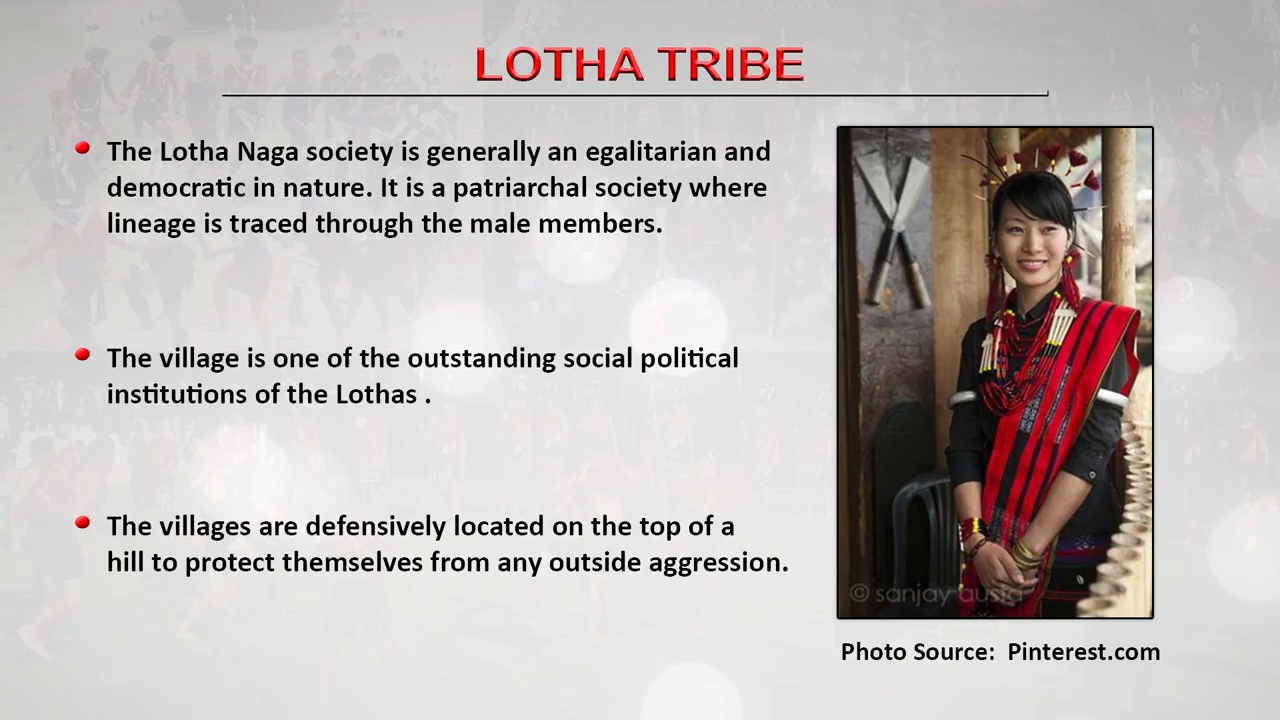 LOTHA TRIBE
The Lotha Naga society is generally an egalitarian and
democratic in nature. It is a patriarchal society where
lineage is traced through the male members.
The village is one of the outstanding social political
institutions of the Lothas .
The villages are defensively located on the top of a
hill to protect themselves from any outside aggression.
© sanjay austa
Photo Source: Pinterest.com